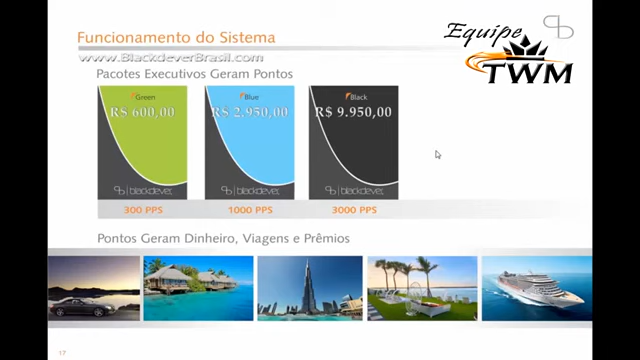 Funcionamento do Sistema
Equipe
TWM
www.BlackdeverBrasil.com
Pacotes Executivos Geram Pontos
Green
Blue
Black
R$ 600,00
R$ 2.950,00
R$ 9.950,00
blackdever
blackdever
blackdever
300 PPS
1000 PPS
3000 PPS
Pontos Geram Dinheiro, Viagens e Prêmios
17